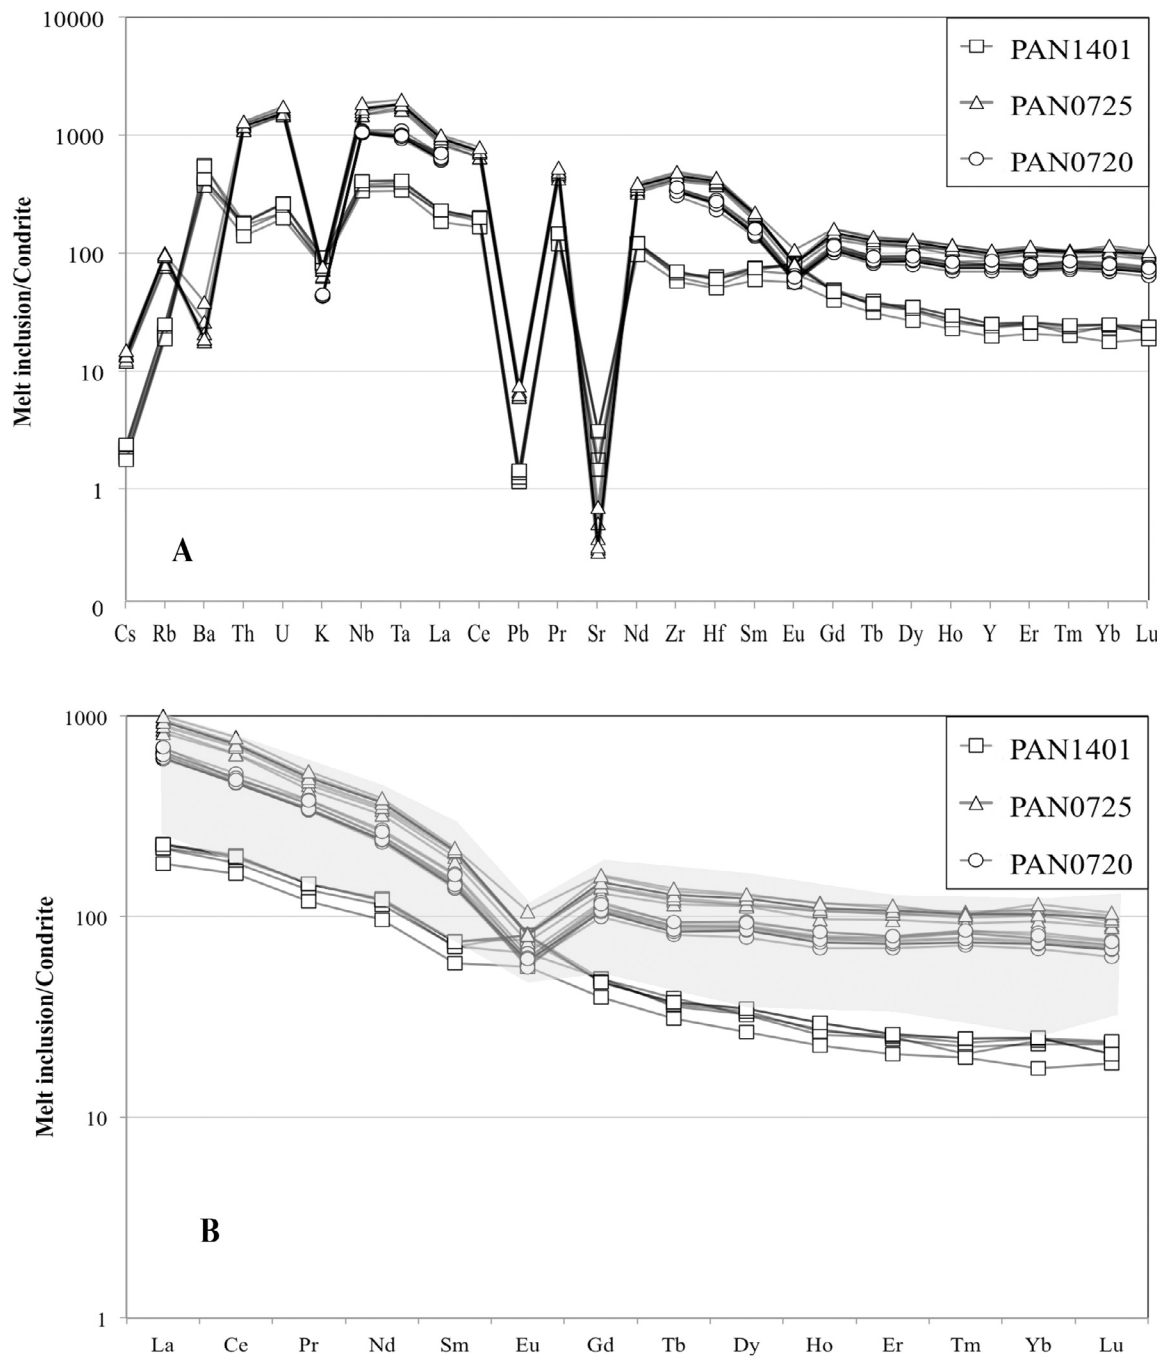 10000
1000
100
10
1
0
Melt inclusion/Condrite
PAN1401
PAN0725
PAN0720
A
Cs Rb Ba Th U K Nb Ta La Ce Pb Pr Sr Nd Zr Hf Sm Eu Gd Tb Dy Ho Y Er Tm Yb Lu
1000
100
10
1
Melt inclusion/Condrite
PAN1401
PAN0725
PAN0720
B
La Ce Pr Nd Sm Eu Gd Tb Dy Ho Er Tm Yb Lu